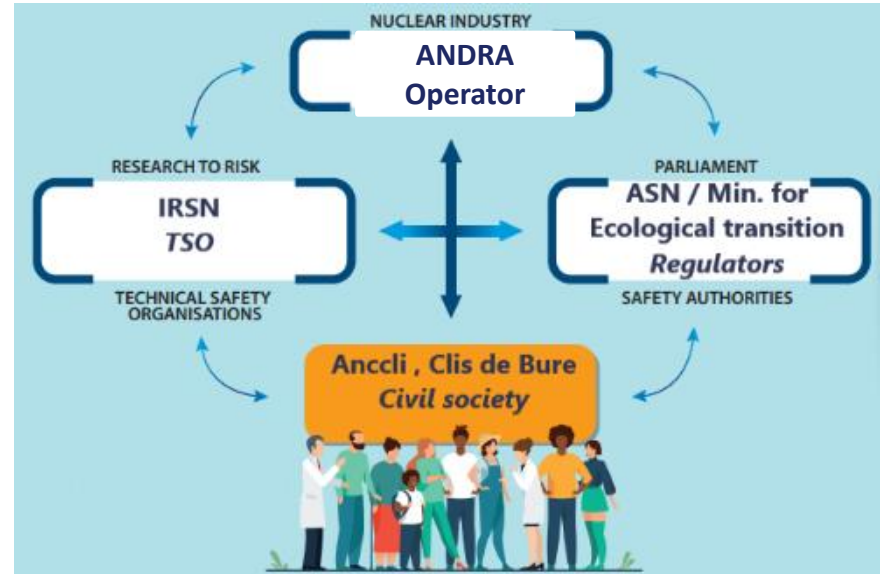 NUCLEAR INDUSTRY
ANDRA
Operator
RESEARCH TO RISK
IRSN
TSO
TECHNICAL SAFETY
ORGANISATIONS
PARLIAMENT
ASN / Min. for
Ecological transition
Regulators
SAFETY AUTHORITIES
Anccli , Clis de Bure
Civil society